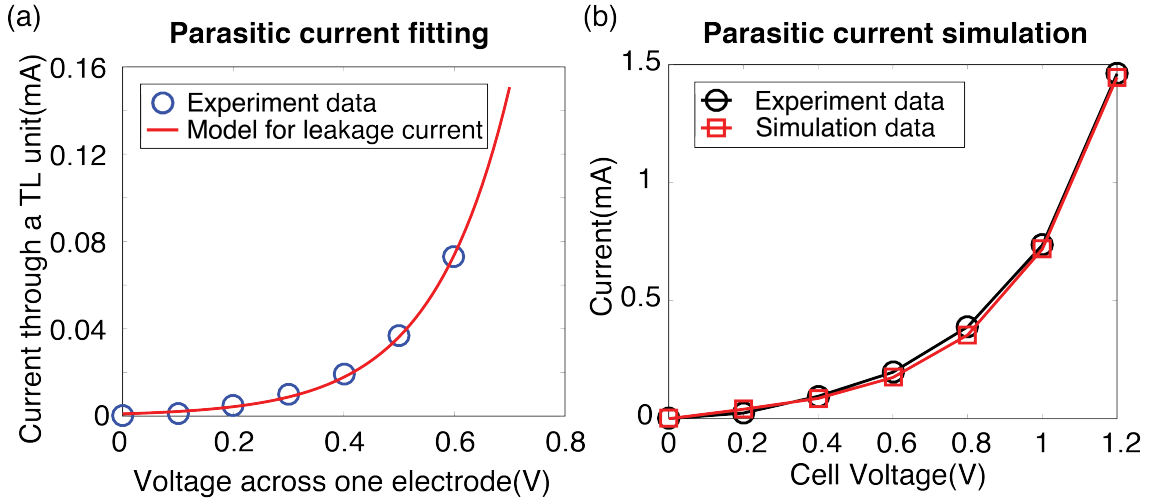 (a)
Parasitic current fitting
Current through a TL unit(mA)
0.16
0.12
0.08
0.04
0
Experiment data
Model for leakage current
0
0.2
0.4
0.6
0.8
Voltage across one electrode(V)
(b)
Parasitic current simulation
Current(mA)
1.5
1
0.5
0
Experiment data
Simulation data
0
0.2
0.4
0.6
0.8
1
1.2
Cell Voltage(V)